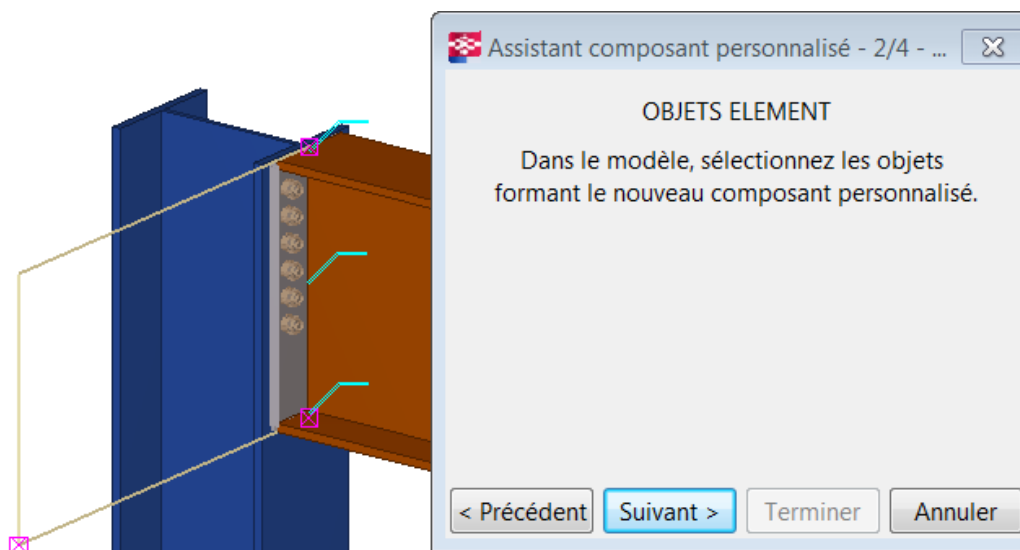 Assistant composant personnalisé - 2/4 - ...
OBJETS ELEMENT
Dans le modèle, sélectionnez les objets
formant le nouveau composant personnalisé.
< Précédent Suivant > Terminer Annuler